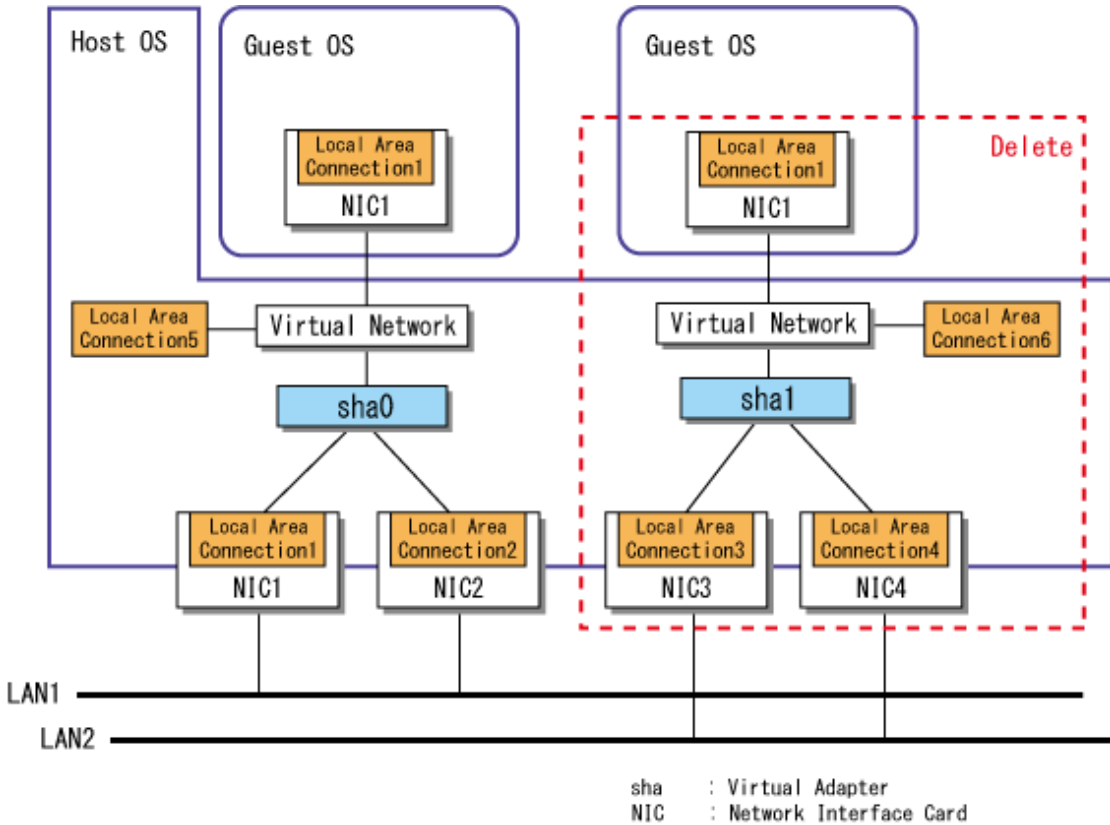 Host OS
Guest OS
Guest OS
Local Area
Connection1
NIC1
Local Area
Connection1
NIC1
Delete
Local Area
Connection5
Virtual Network
Virtual Network
Local Area
Connection6
sha0
sha1
Local Area
Connection1
NIC1
Local Area
Connection2
NIC2
Local Area
Connection3
NIC3
Local Area
Connection4
NIC4
LAN1
LAN2
sha : Virtual Adapter
NIC : Network Interface Card